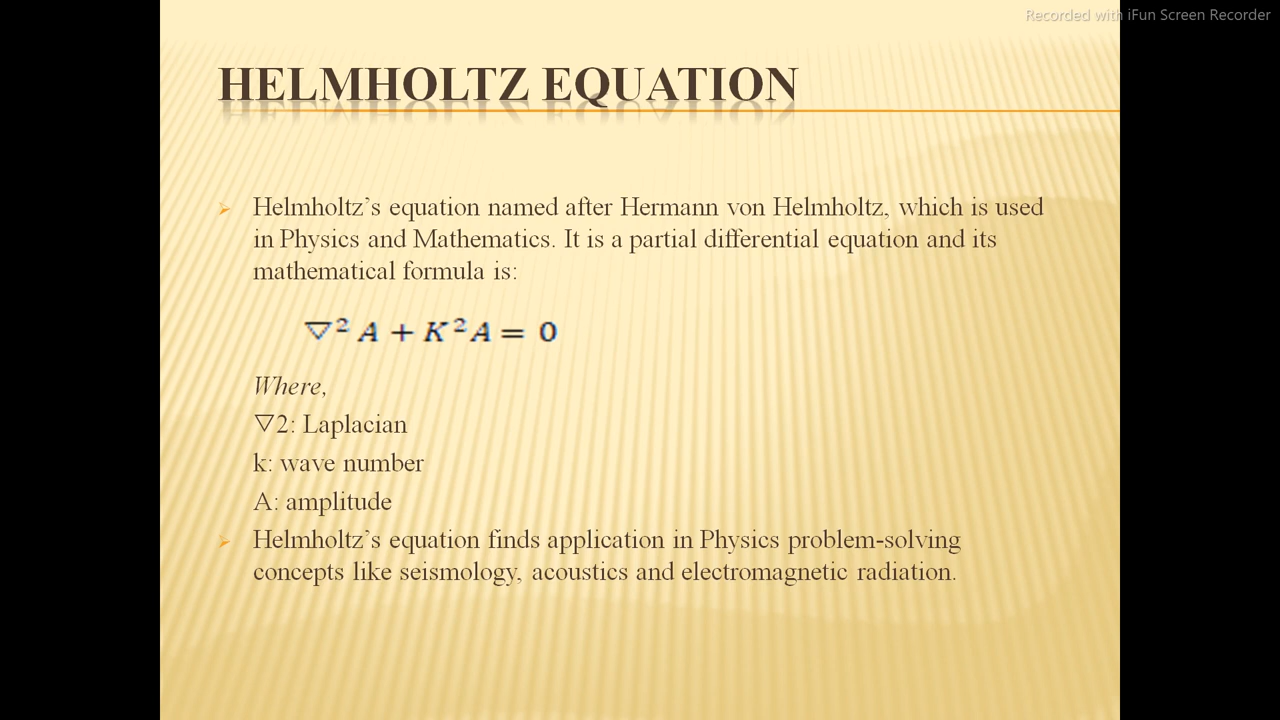 Recorded with iFun Screen Recorder
HELMHOLTZ EQUATION
➢ Helmholtz’s equation named after Hermann von Helmholtz, which is used
in Physics and Mathematics. It is a partial differential equation and its
mathematical formula is:
▽² A + K² A = 0
Where,
▽2: Laplacian
k: wave number
A: amplitude
➢ Helmholtz’s equation finds application in Physics problem-solving
concepts like seismology, acoustics and electromagnetic radiation.